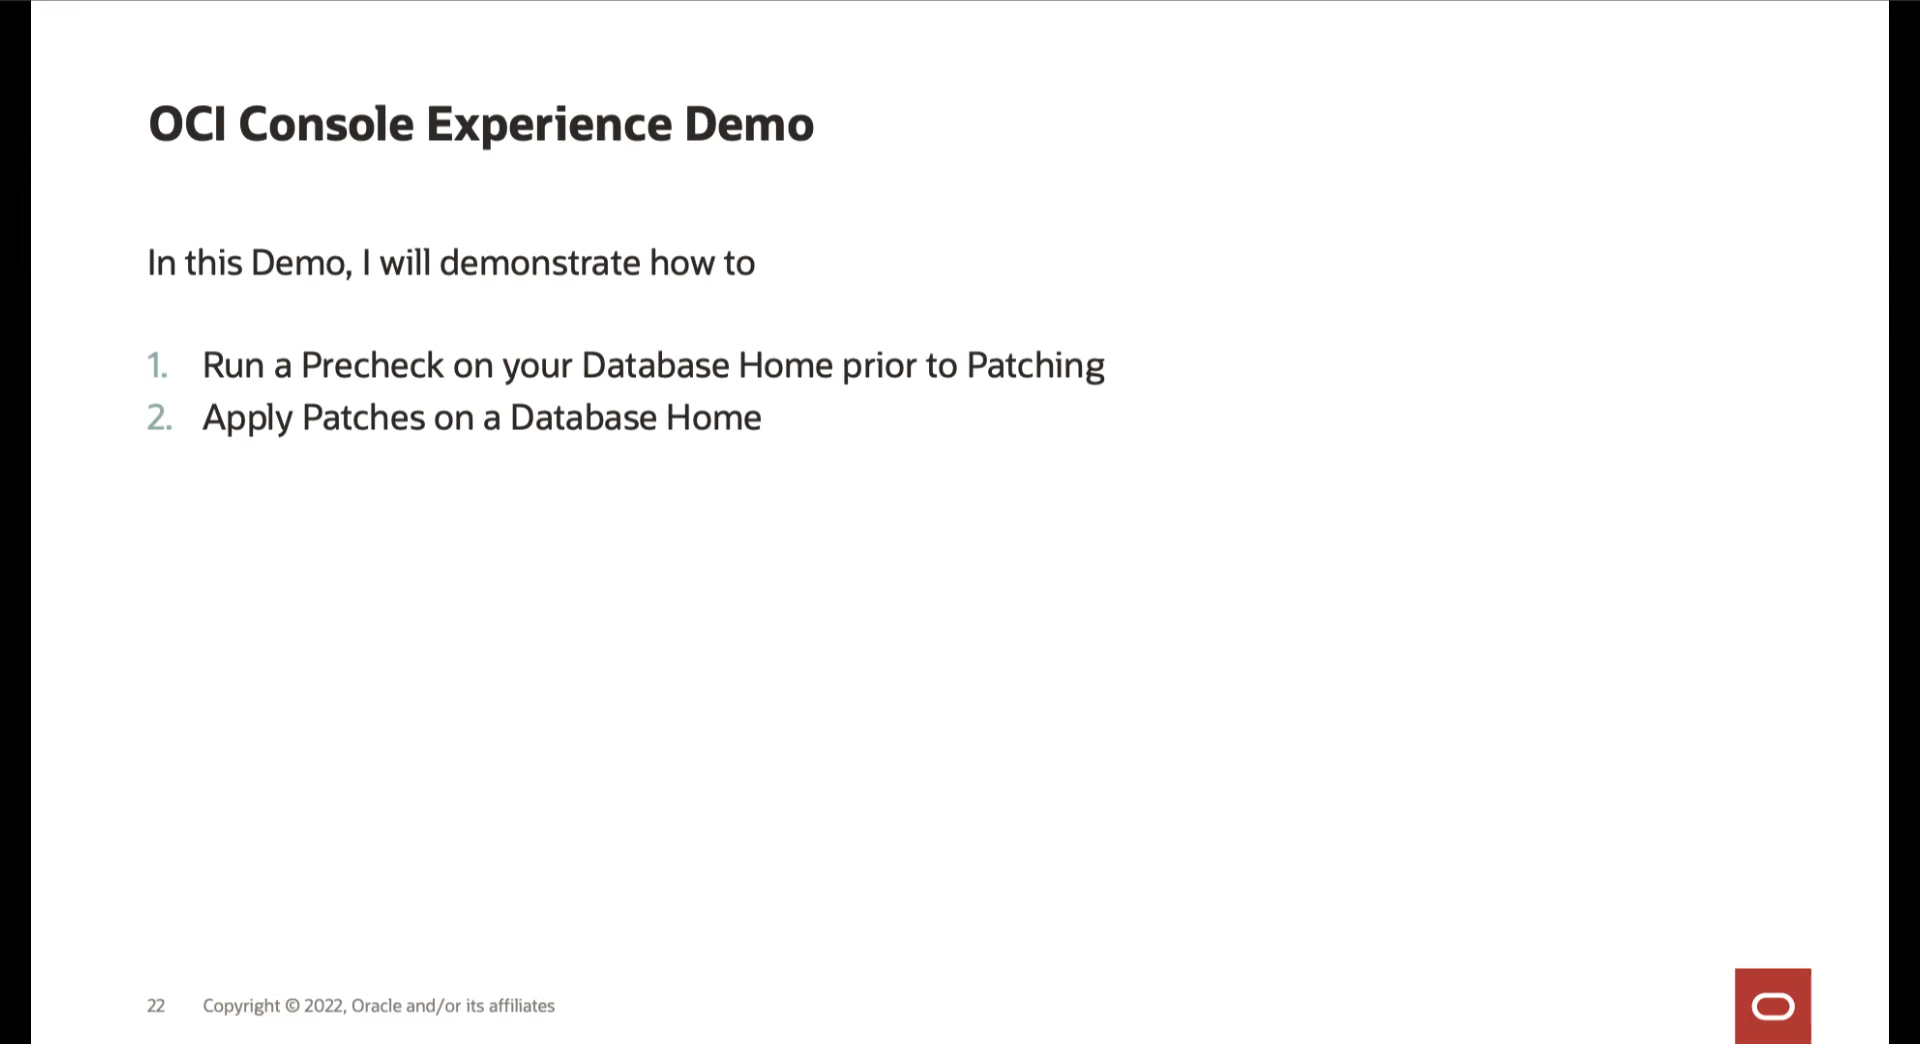 OCI Console Experience Demo
In this Demo, I will demonstrate how to
1. Run a Precheck on your Database Home prior to Patching
2. Apply Patches on a Database Home
22 Copyright © 2022, Oracle and/or its affiliates